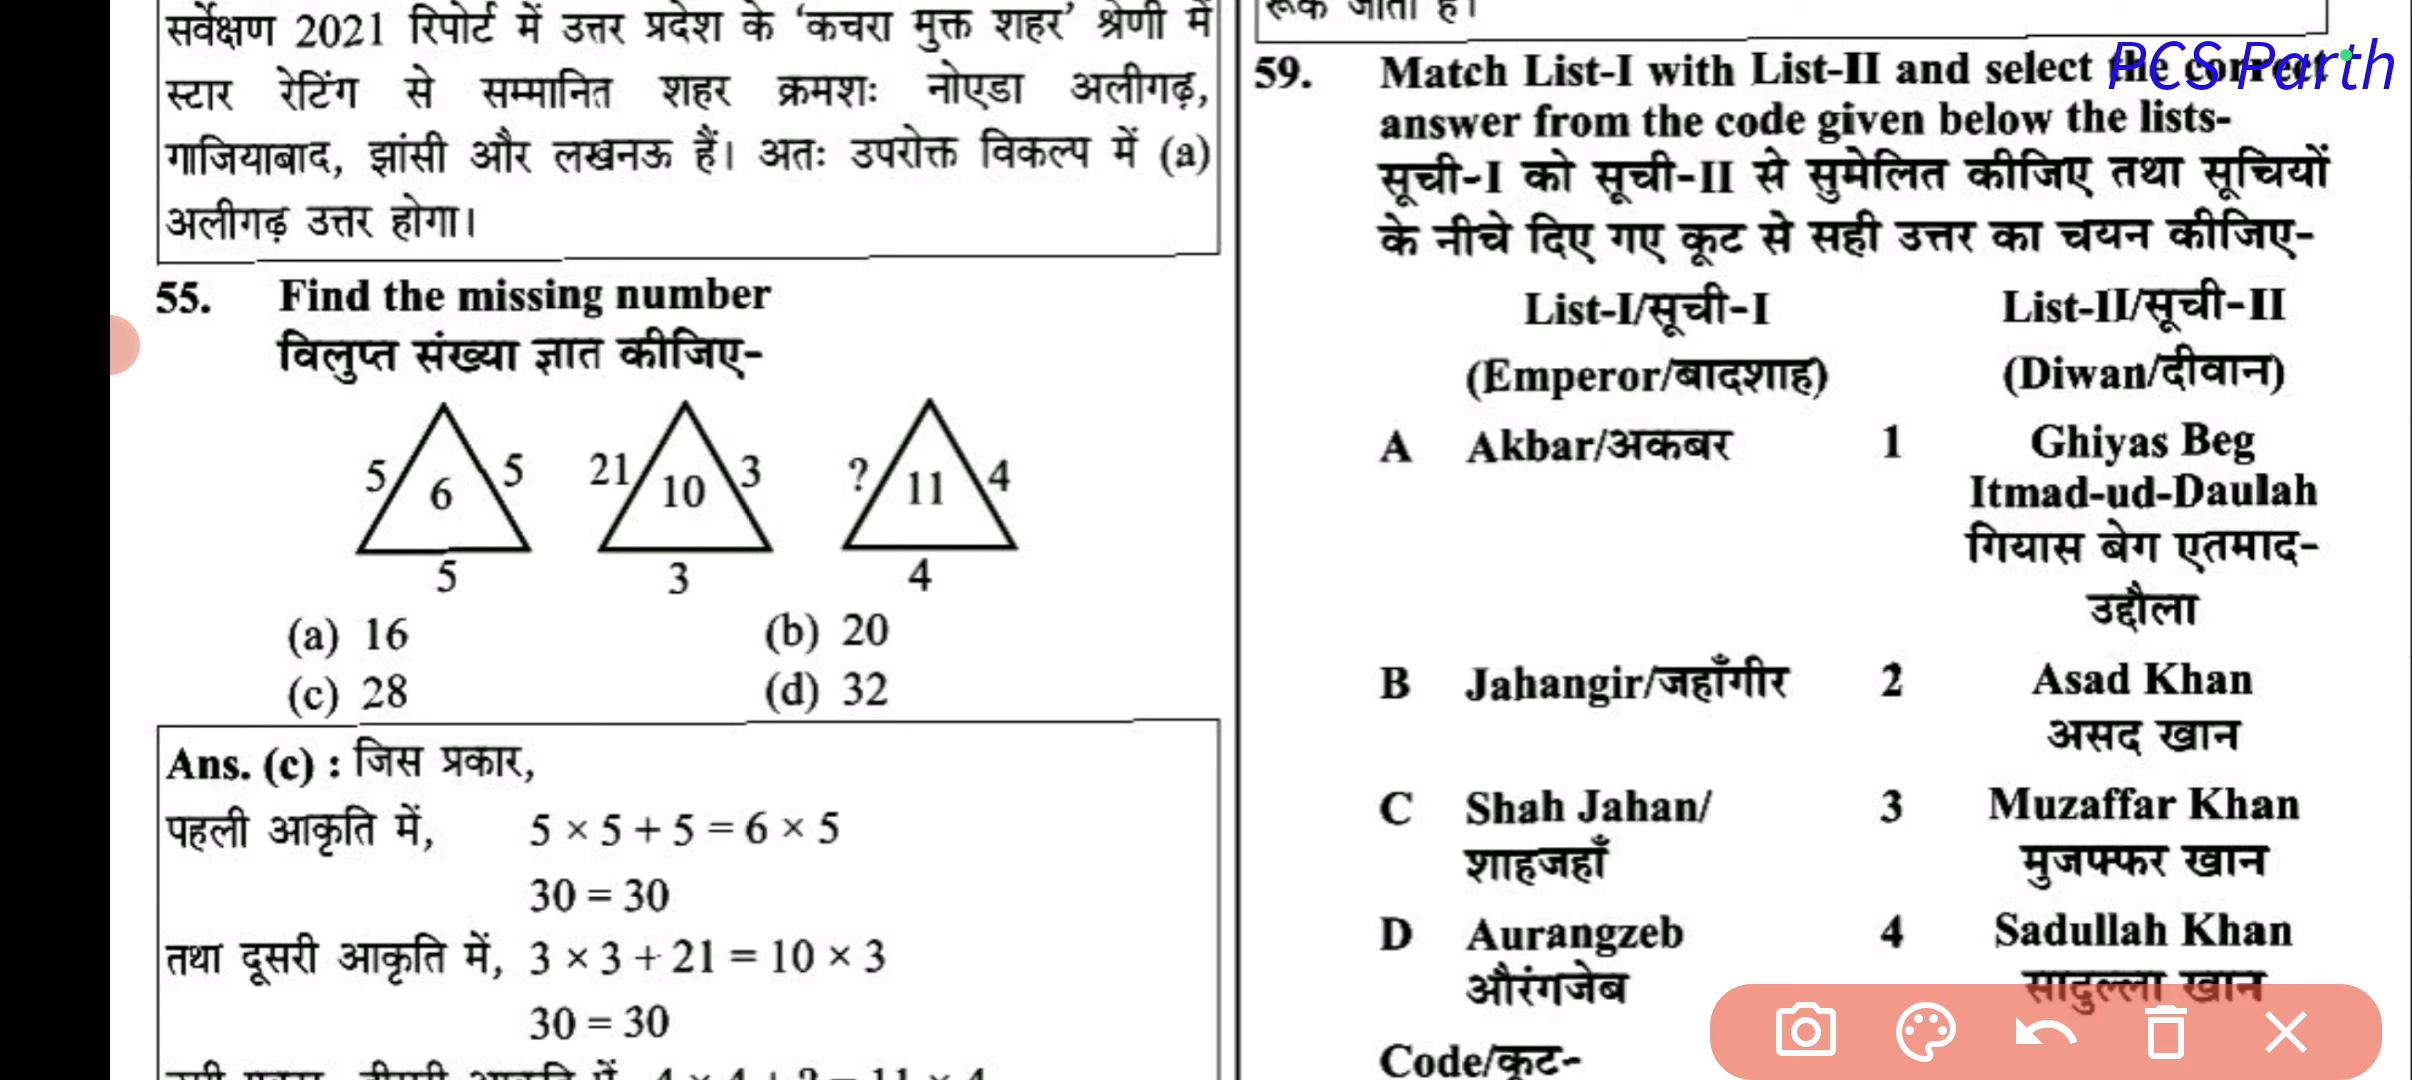 सर्वेक्षण 2021 रिपोर्ट में उत्तर प्रदेश के ‘कचरा मुक्त शहर’ श्रेणी में
स्टार रेटिंग से सम्मानित शहर क्रमशः नोएडा अलीगढ़,
गाजियाबाद, झांसी और लखनऊ हैं। अतः उपरोक्त विकल्प में (a)
अलीगढ़ उत्तर होगा।
55. Find the missing number
विलुप्त संख्या ज्ञात कीजिए-
5 6 5 21 10 3 ? 11 4
5 3 4
(a) 16 (b) 20
(c) 28 (d) 32
Ans. (c) : जिस प्रकार,
पहली आकृति में, 5 × 5 + 5 = 6 × 5
30 = 30
तथा दूसरी आकृति में, 3 × 3 + 21 = 10 × 3
30 = 30
जाता है।
PCS Parth
59. Match List-I with List-II and select the correct
answer from the code given below the lists-
सूची-I को सूची-II से सुमेलित कीजिए तथा सूचियों
के नीचे दिए गए कूट से सही उत्तर का चयन कीजिए-
List-I/सूची-I List-II/सूची-II
(Emperor/बादशाह) (Diwan/दीवान)
A Akbar/अकबर 1 Ghiyas Beg
Itmad-ud-Daulah
गियास बेग एतमाद-
उद्दौला
B Jahangir/जहाँगीर 2 Asad Khan
असद खान
C Shah Jahan/ 3 Muzaffar Khan
शाहजहाँ मुजफ्फर खान
D Aurangzeb 4 Sadullah Khan
औरंगजेब सादुल्ला खान
Code/कूट-